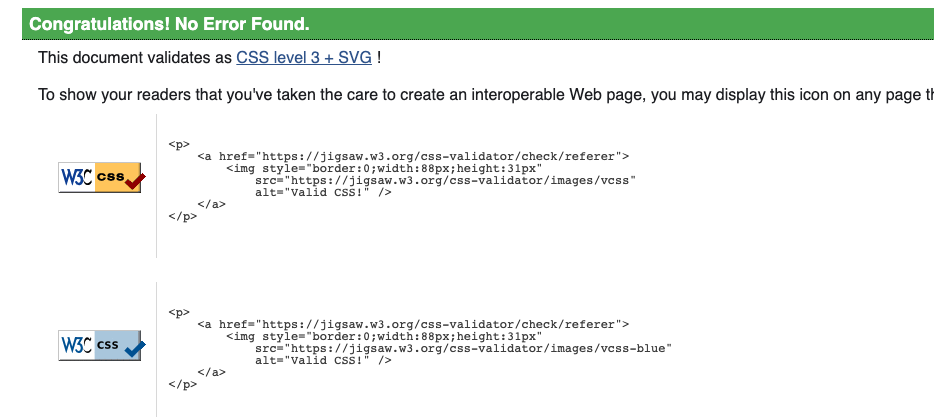 Congratulations! No Error Found.
This document validates as CSS level 3 + SVG !
To show your readers that you've taken the care to create an interoperable Web page, you may display this icon on any page
<p>
<a href="https://jigsaw.w3.org/css-validator/check/referer">
<img style="border:0;width:88px;height:31px"
src="https://jigsaw.w3.org/css-validator/images/vcss"
alt="Valid CSS!" />
</a>
</p>
W3C css
<p>
<a href="https://jigsaw.w3.org/css-validator/check/referer">
<img style="border:0;width:88px;height:31px"
src="https://jigsaw.w3.org/css-validator/images/vcss-blue"
alt="Valid CSS!" />
</a>
</p>
W3C css